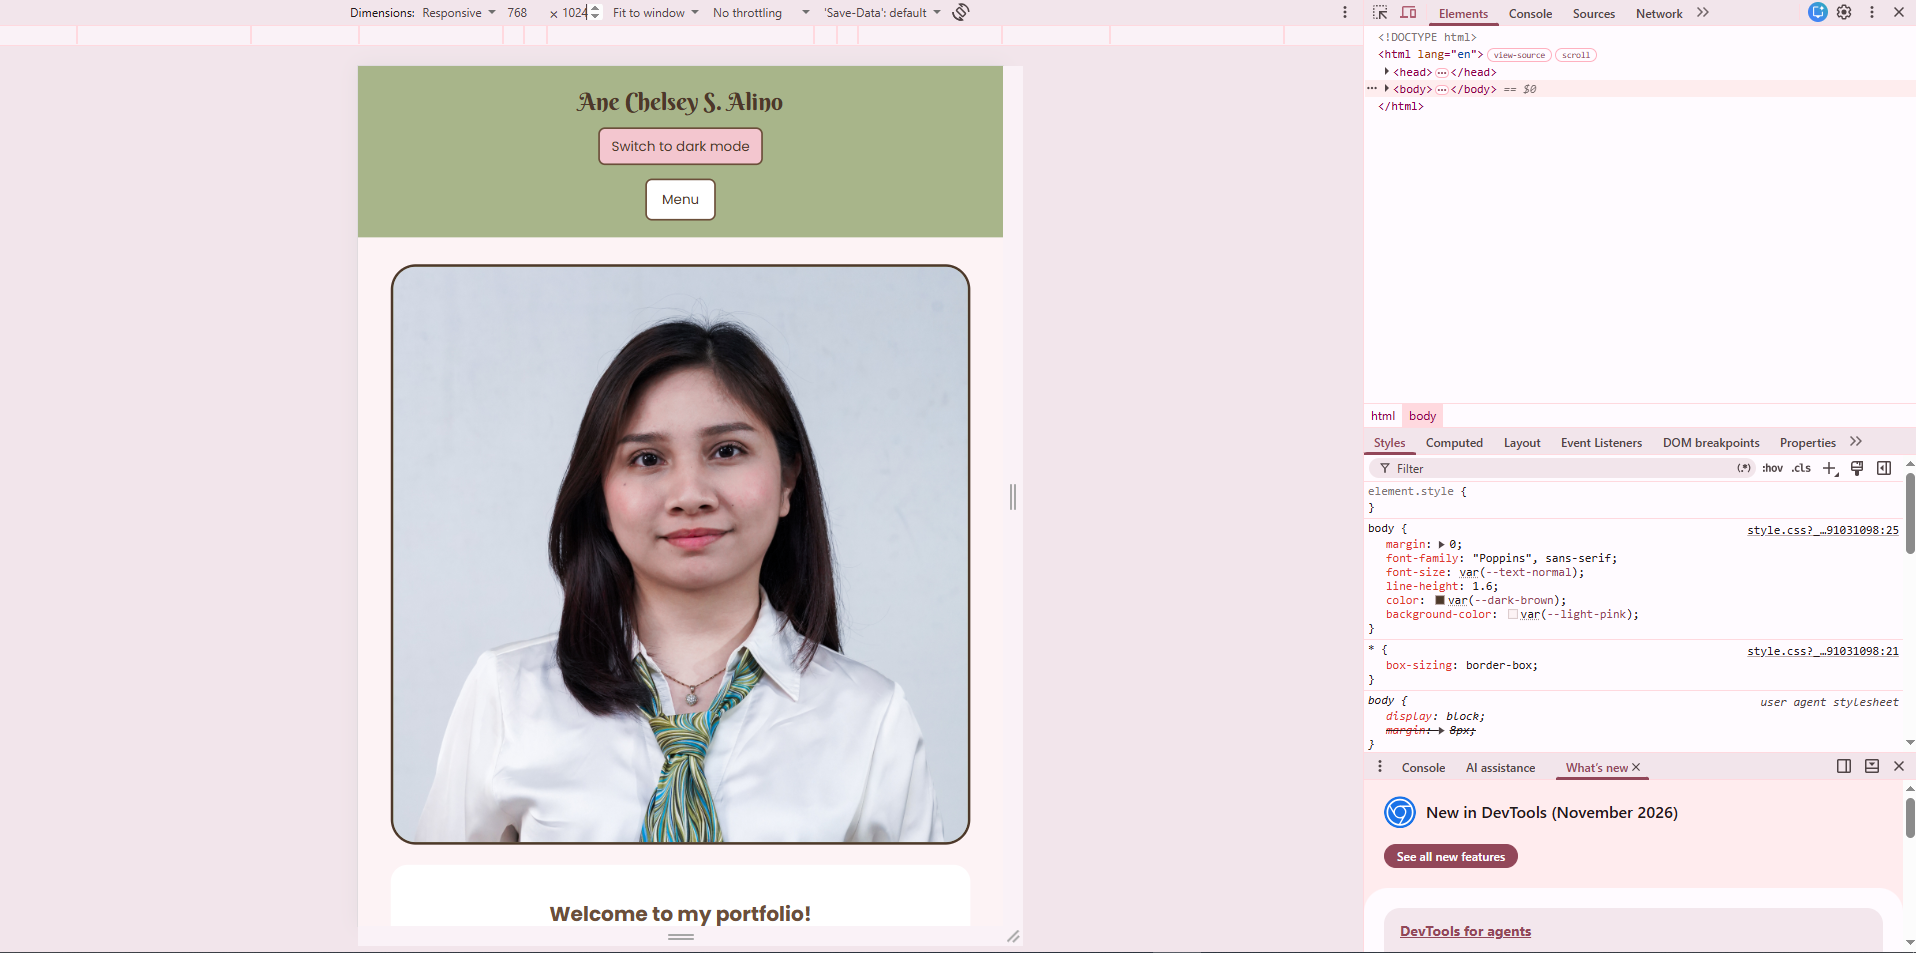 Dimensions: Responsive 768 × 1024 Fit to window No throttling 'Save-Data': default
Ane Chelsey S. Alino
Switch to dark mode
Menu
Welcome to my portfolio!
Elements Console Sources Network
<!DOCTYPE html>
<html lang="en"> view-source scroll
<head> … </head>
… <body> … </body> == $0
</html>
html body
Styles Computed Layout Event Listeners DOM breakpoints Properties
Filter (.*) :hov .cls
element.style {
}
body { style.css?_…91031098:25
margin: 0;
font-family: "Poppins", sans-serif;
font-size: var(--text-normal);
line-height: 1.6;
color: var(--dark-brown);
background-color: var(--light-pink);
}
* { style.css?_…91031098:21
box-sizing: border-box;
}
body { user agent stylesheet
display: block;
margin: 8px;
}
Console AI assistance What's new
New in DevTools (November 2026)
See all new features
DevTools for agents